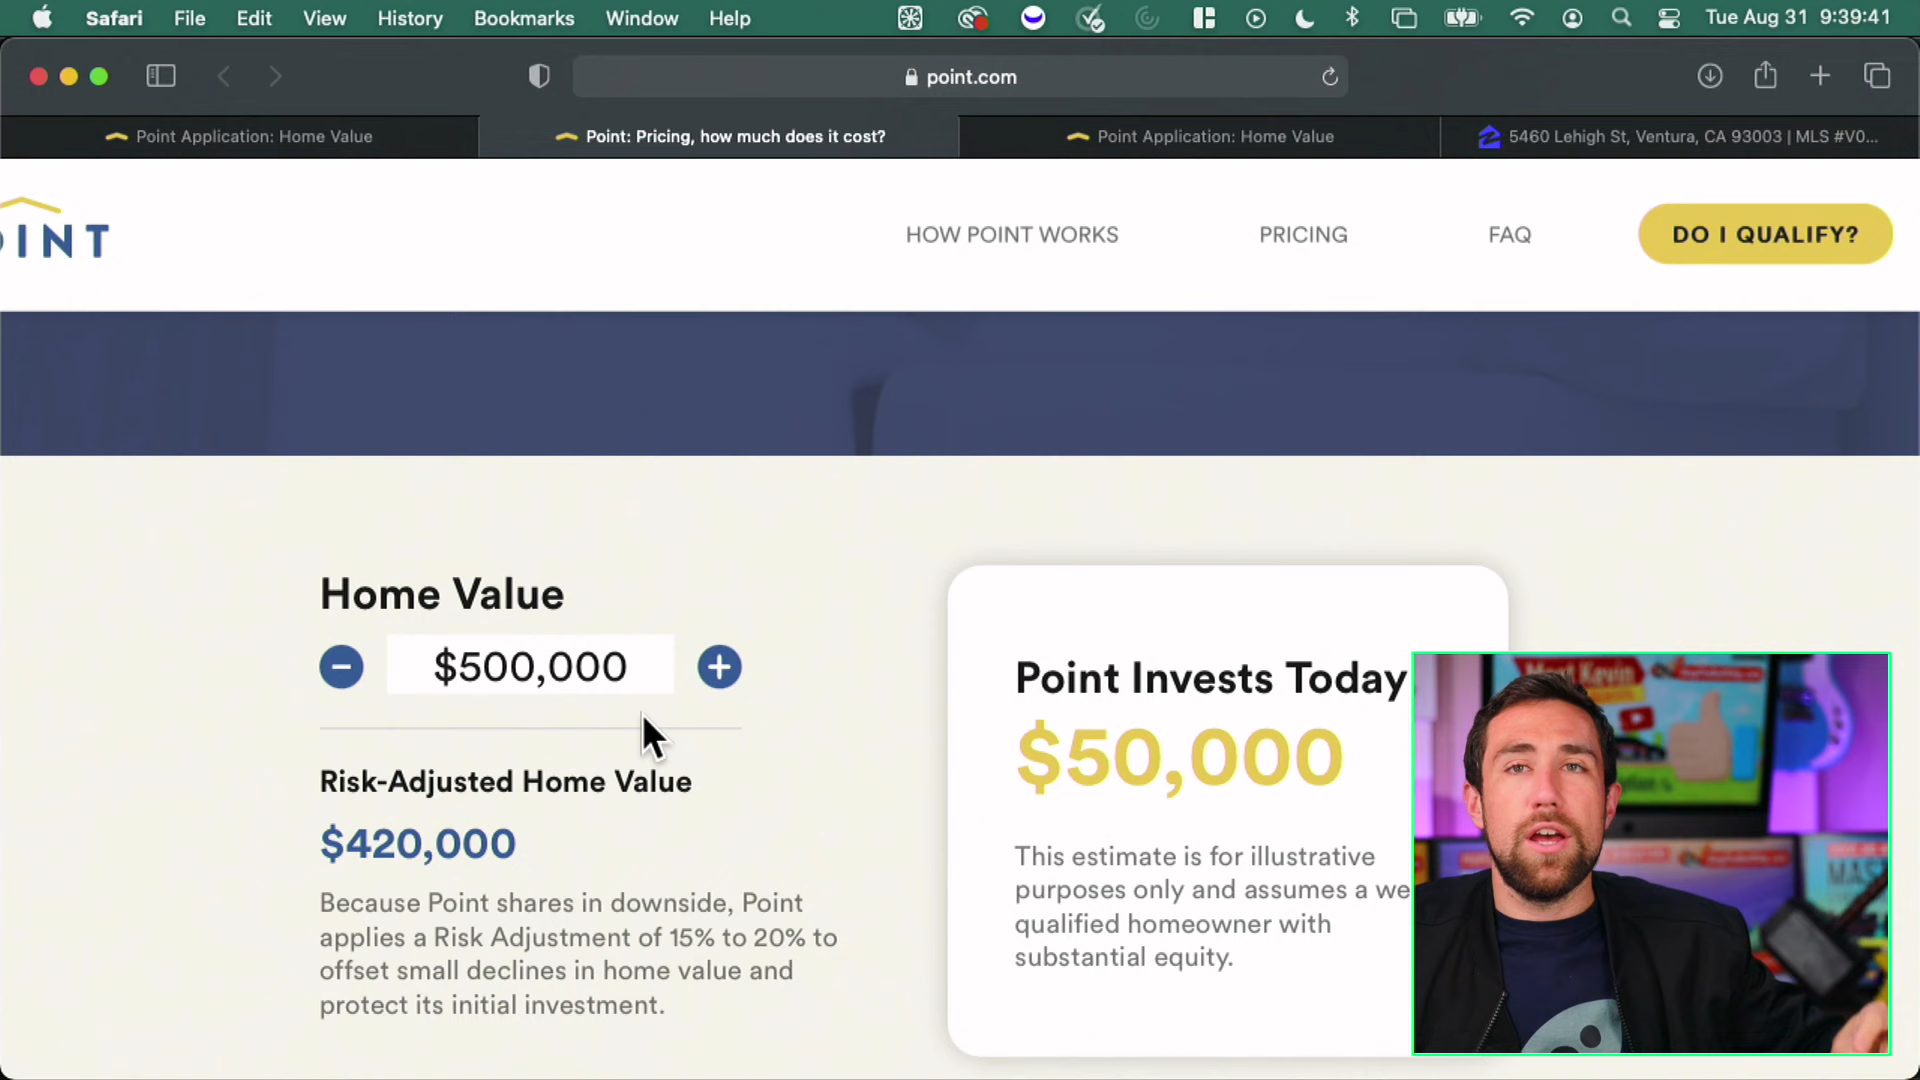 Safari File Edit View History Bookmarks Window Help Tue Aug 31 9:39:41
point.com
Point Application: Home Value
Point: Pricing, how much does it cost?
Point Application: Home Value
5460 Lehigh St, Ventura, CA 93003 | MLS #V0...
OINT
HOW POINT WORKS
PRICING
FAQ
DO I QUALIFY?
Home Value
− $500,000 +
Risk-Adjusted Home Value
$420,000
Because Point shares in downside, Point
applies a Risk Adjustment of 15% to 20% to
offset small declines in home value and
protect its initial investment.
Point Invests Today
$50,000
This estimate is for illustrative
purposes only and assumes a we
qualified homeowner with
substantial equity.
Meet Kevin